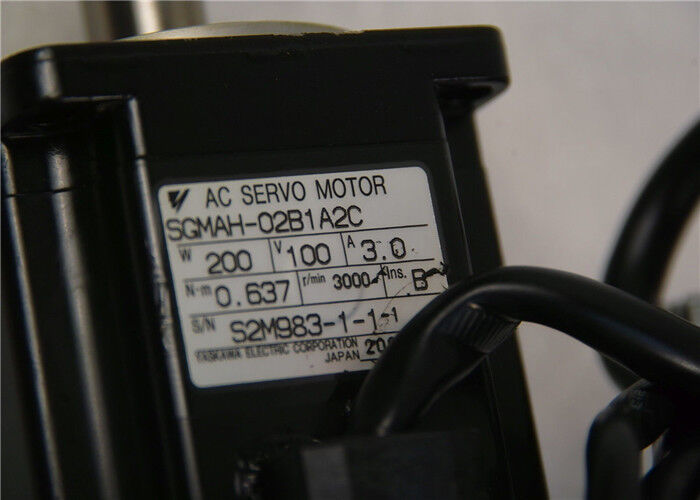 AC SERVO MOTOR
SGMAH-02B1A2C
W 200 V 100 A 3.0
N·m 0.637 r/min 3000 Ins. B
S/N S2M983-1-1-1
YASKAWA ELECTRIC CORPORATION
JAPAN